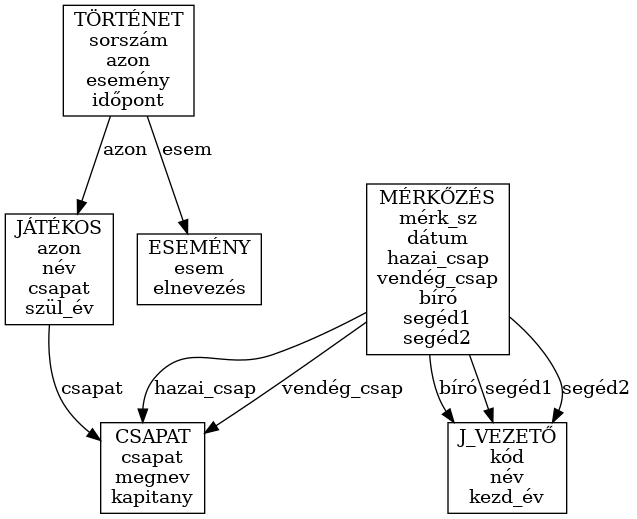 TÖRTÉNET
sorszám
azon
esemény
időpont
azon
esem
JÁTÉKOS
azon
név
csapat
szül_év
ESEMÉNY
esem
elnevezés
MÉRKŐZÉS
mérk_sz
dátum
hazai_csap
vendég_csap
bíró
segéd1
segéd2
csapat
hazai_csap
vendég_csap
bíró
segéd1
segéd2
CSAPAT
csapat
megnev
kapitany
J_VEZETŐ
kód
név
kezd_év